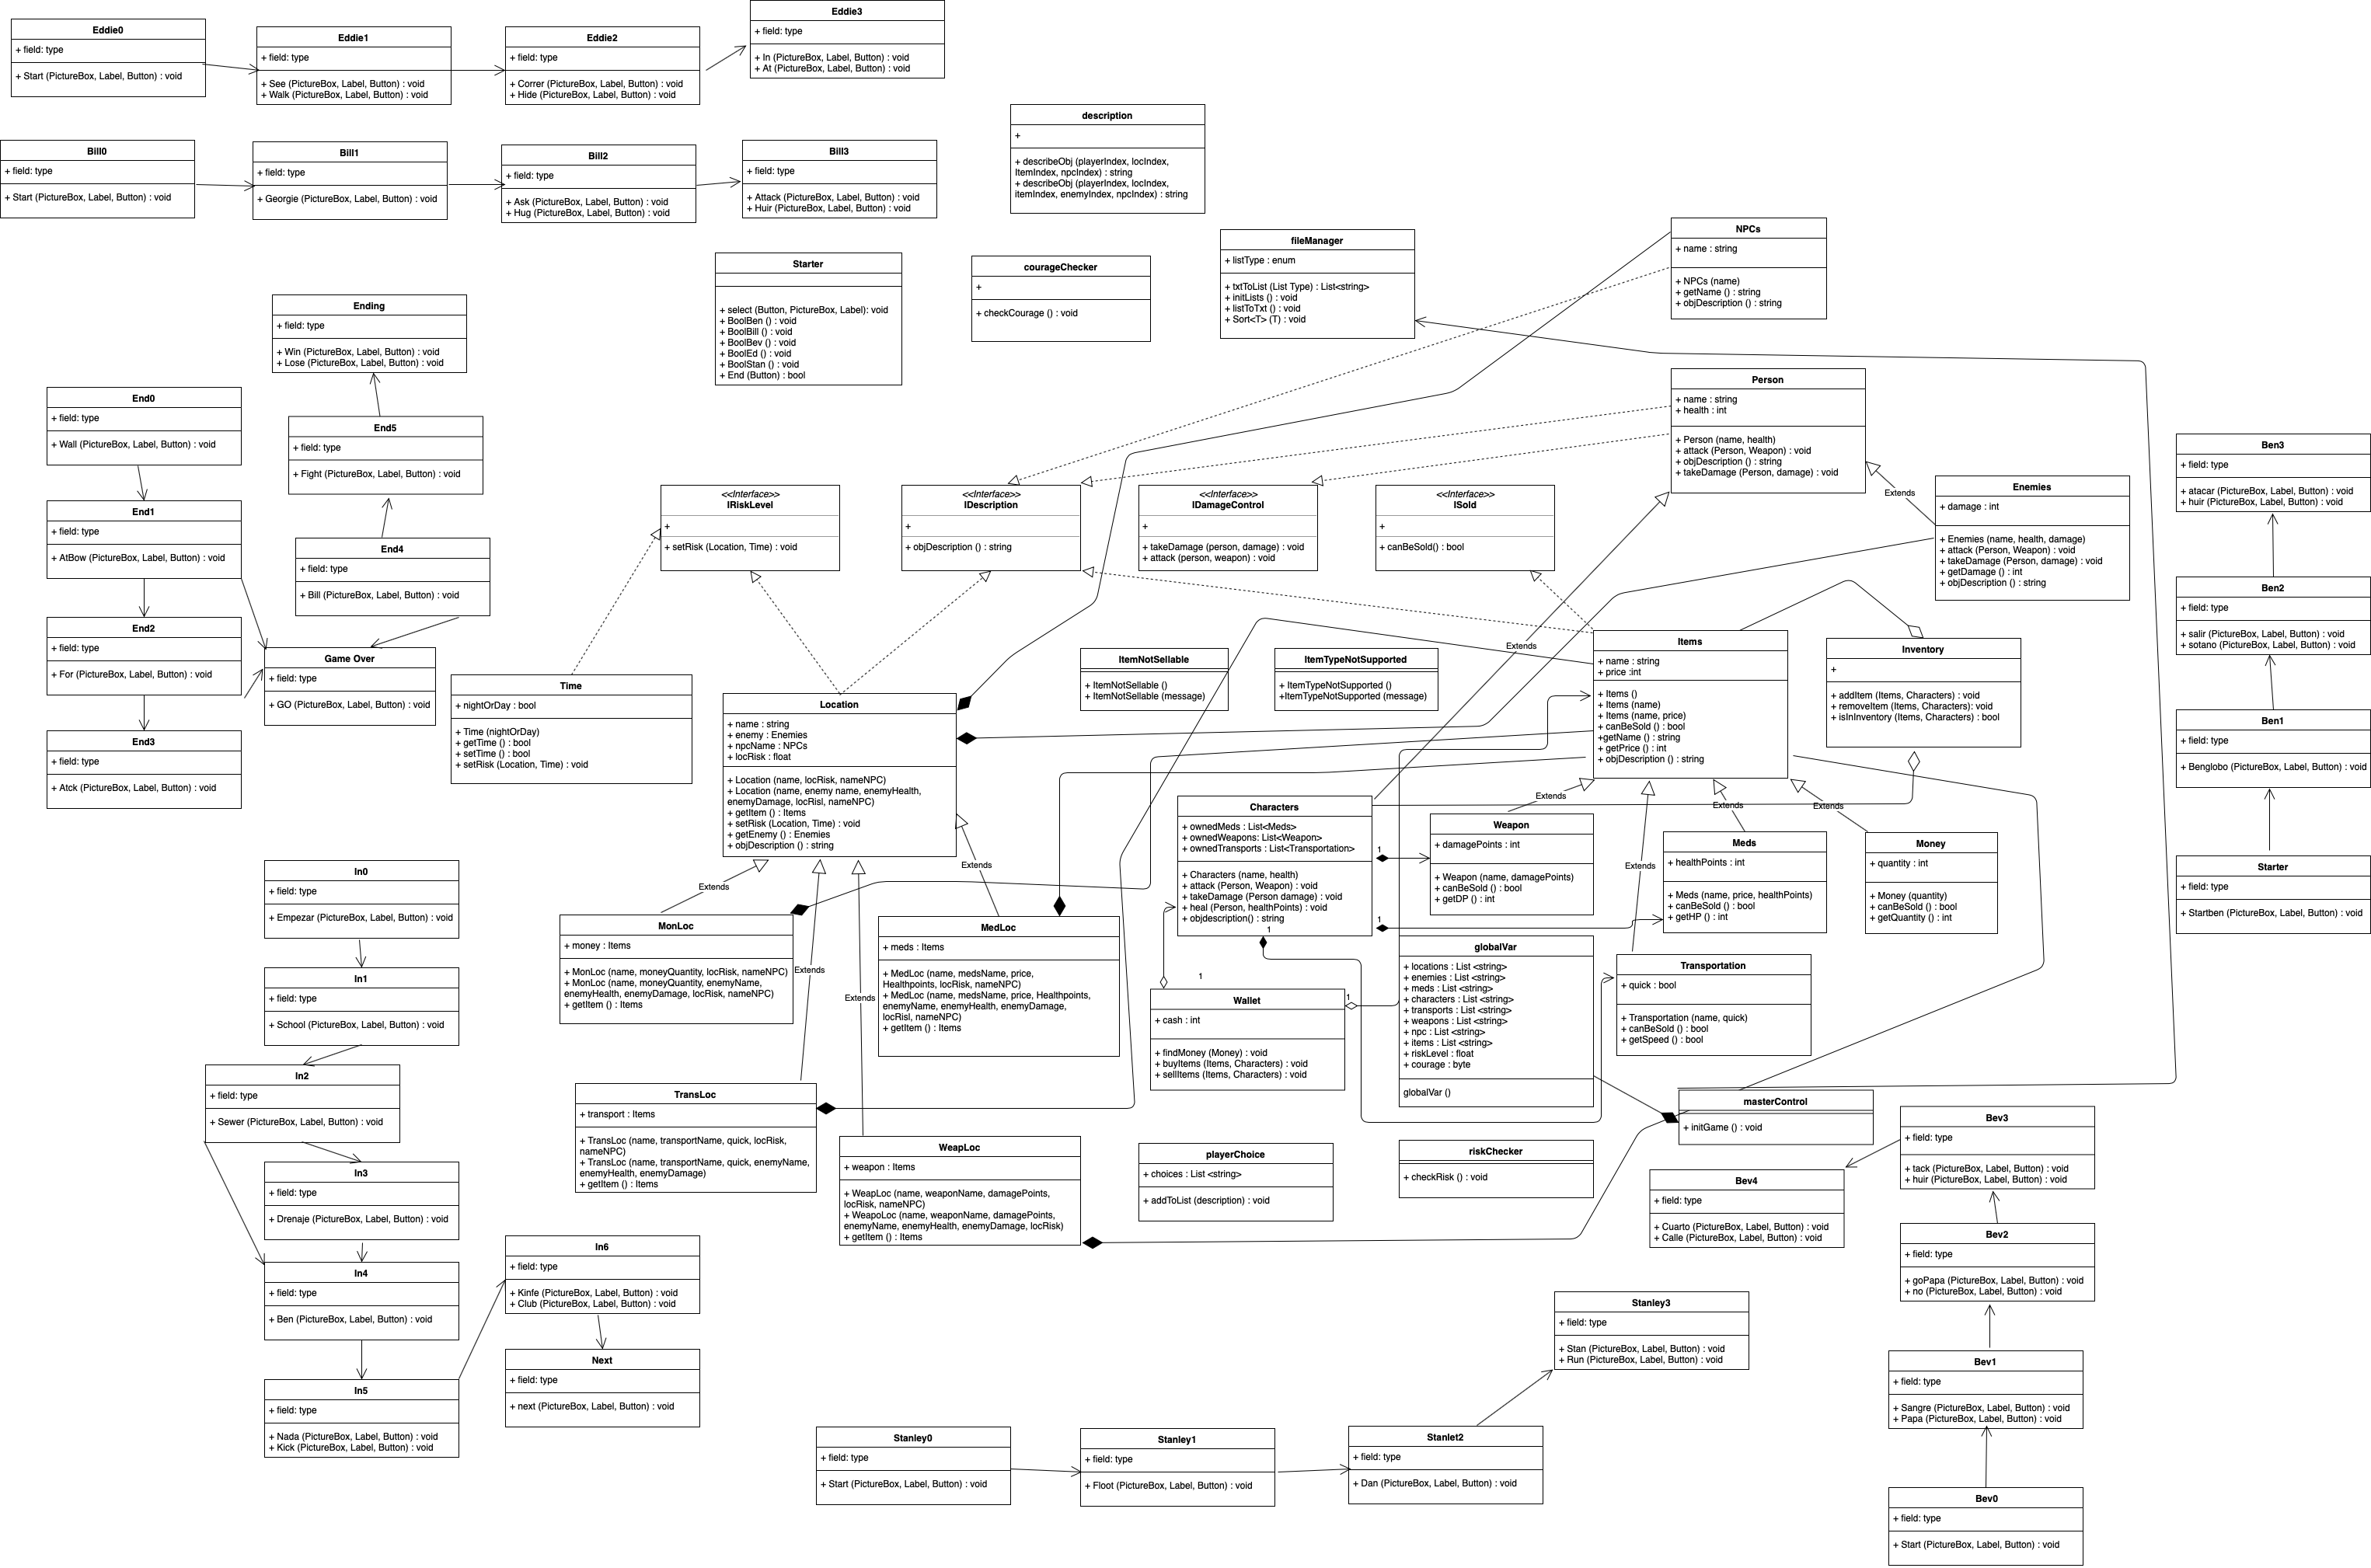 Eddie0
+ field: type
+ Start (PictureBox, Label, Button) : void
Eddie1
+ field: type
+ See (PictureBox, Label, Button) : void
+ Walk (PictureBox, Label, Button) : void
Eddie2
+ field: type
+ Correr (PictureBox, Label, Button) : void
+ Hide (PictureBox, Label, Button) : void
Eddie3
+ field: type
+ In (PictureBox, Label, Button) : void
+ At (PictureBox, Label, Button) : void
Bill0
+ field: type
+ Start (PictureBox, Label, Button) : void
Bill1
+ field: type
+ Georgie (PictureBox, Label, Button) : void
Bill2
+ field: type
+ Ask (PictureBox, Label, Button) : void
+ Hug (PictureBox, Label, Button) : void
Bill3
+ field: type
+ Attack (PictureBox, Label, Button) : void
+ Huir (PictureBox, Label, Button) : void
description
+
+ describeObj (playerIndex, locIndex,
ItemIndex, npcIndex) : string
+ describeObj (playerIndex, locIndex,
itemIndex, enemyIndex, npcIndex) : string
Starter
+ select (Button, PictureBox, Label): void
+ BoolBen () : void
+ BoolBill () : void
+ BoolBev () : void
+ BoolEd () : void
+ BoolStan () : void
+ End (Button) : bool
courageChecker
+
+ checkCourage () : void
fileManager
+ listType : enum
+ txtToList (List Type) : List<string>
+ initLists () : void
+ listToTxt () : void
+ Sort<T> (T) : void
NPCs
+ name : string
+ NPCs (name)
+ getName () : string
+ objDescription () : string
Ending
+ field: type
+ Win (PictureBox, Label, Button) : void
+ Lose (PictureBox, Label, Button) : void
End0
+ field: type
+ Wall (PictureBox, Label, Button) : void
End5
+ field: type
+ Fight (PictureBox, Label, Button) : void
End1
+ field: type
+ AtBow (PictureBox, Label, Button) : void
End4
+ field: type
+ Bill (PictureBox, Label, Button) : void
End2
+ field: type
+ For (PictureBox, Label, Button) : void
Game Over
+ field: type
+ GO (PictureBox, Label, Button) : void
End3
+ field: type
+ Atck (PictureBox, Label, Button) : void
Person
+ name : string
+ health : int
+ Person (name, health)
+ attack (Person, Weapon) : void
+ objDescription () : string
+ takeDamage (Person, damage) : void
Extends
Enemies
+ damage : int
+ Enemies (name, health, damage)
+ attack (Person, Weapon) : void
+ takeDamage (Person, damage) : void
+ getDamage () : int
+ objDescription () : string
<<Interface>>
IRiskLevel
+
+ setRisk (Location, Time) : void
<<Interface>>
IDescription
+
+ objDescription () : string
<<Interface>>
IDamageControl
+
+ takeDamage (person, damage) : void
+ attack (person, weapon) : void
<<Interface>>
ISold
+
+ canBeSold() : bool
Ben3
+ field: type
+ atacar (PictureBox, Label, Button) : void
+ huir (PictureBox, Label, Button) : void
Ben2
+ field: type
+ salir (PictureBox, Label, Button) : void
+ sotano (PictureBox, Label, Button) : void
Ben1
+ field: type
+ Benglobo (PictureBox, Label, Button) : void
Starter
+ field: type
+ Startben (PictureBox, Label, Button) : void
Time
+ nightOrDay : bool
+ Time (nightOrDay)
+ getTime () : bool
+ setTime () : bool
+ setRisk (Location, Time) : void
Location
+ name : string
+ enemy : Enemies
+ npcName : NPCs
+ locRisk : float
+ Location (name, locRisk, nameNPC)
+ Location (name, enemy name, enemyHealth,
enemyDamage, locRisl, nameNPC)
+ getItem () : Items
+ setRisk (Location, Time) : void
+ getEnemy () : Enemies
+ objDescription () : string
ItemNotSellable
+ ItemNotSellable ()
+ ItemNotSellable (message)
ItemTypeNotSupported
+ ItemTypeNotSupported ()
+ItemTypeNotSupported (message)
Extends
Items
+ name : string
+ price :int
+ Items ()
+ Items (name)
+ Items (name, price)
+ canBeSold () : bool
+getName () : string
+ getPrice () : int
+ objDescription () : string
Inventory
+
+ addItem (Items, Characters) : void
+ removeItem (Items, Characters): void
+ isInInventory (Items, Characters) : bool
Characters
+ ownedMeds : List<Meds>
+ ownedWeapons: List<Weapon>
+ ownedTransports : List<Transportation>
+ Characters (name, health)
+ attack (Person, Weapon) : void
+ takeDamage (Person damage) : void
+ heal (Person, healthPoints) : void
+ objdescription() : string
1
1
1
Extends
Weapon
+ damagePoints : int
+ Weapon (name, damagePoints)
+ canBeSold () : bool
+ getDP () : int
Extends
Extends
Extends
Meds
+ healthPoints : int
+ Meds (name, price, healthPoints)
+ canBeSold () : bool
+ getHP () : int
Money
+ quantity : int
+ Money (quantity)
+ canBeSold () : bool
+ getQuantity () : int
Extends
Extends
Extends
Extends
MonLoc
+ money : Items
+ MonLoc (name, moneyQuantity, locRisk, nameNPC)
+ MonLoc (name, moneyQuantity, enemyName,
enemyHealth, enemyDamage, locRisk, nameNPC)
+ getItem () : Items
MedLoc
+ meds : Items
+ MedLoc (name, medsName, price,
Healthpoints, locRisk, nameNPC)
+ MedLoc (name, medsName, price, Healthpoints,
enemyName, enemyHealth, enemyDamage,
locRisl, nameNPC)
+ getItem () : Items
Wallet
+ cash : int
+ findMoney (Money) : void
+ buyItems (Items, Characters) : void
+ sellItems (Items, Characters) : void
1
1
globalVar
+ locations : List <string>
+ enemies : List <string>
+ meds : List <string>
+ characters : List <string>
+ transports : List <string>
+ weapons : List <string>
+ npc : List <string>
+ items : List <string>
+ riskLevel : float
+ courage : byte
globalVar ()
Transportation
+ quick : bool
+ Transportation (name, quick)
+ canBeSold () : bool
+ getSpeed () : bool
TransLoc
+ transport : Items
+ TransLoc (name, transportName, quick, locRisk,
nameNPC)
+ TransLoc (name, transportName, quick, enemyName,
enemyHealth, enemyDamage)
+ getItem () : Items
WeapLoc
+ weapon : Items
+ WeapLoc (name, weaponName, damagePoints,
locRisk, nameNPC)
+ WeapoLoc (name, weaponName, damagePoints,
enemyName, enemyHealth, enemyDamage, locRisk)
+ getItem () : Items
playerChoice
+ choices : List <string>
+ addToList (description) : void
riskChecker
+ checkRisk () : void
masterControl
+ initGame () : void
In0
+ field: type
+ Empezar (PictureBox, Label, Button) : void
In1
+ field: type
+ School (PictureBox, Label, Button) : void
In2
+ field: type
+ Sewer (PictureBox, Label, Button) : void
In3
+ field: type
+ Drenaje (PictureBox, Label, Button) : void
In4
+ field: type
+ Ben (PictureBox, Label, Button) : void
In5
+ field: type
+ Nada (PictureBox, Label, Button) : void
+ Kick (PictureBox, Label, Button) : void
In6
+ field: type
+ Kinfe (PictureBox, Label, Button) : void
+ Club (PictureBox, Label, Button) : void
Next
+ field: type
+ next (PictureBox, Label, Button) : void
Bev3
+ field: type
+ tack (PictureBox, Label, Button) : void
+ huir (PictureBox, Label, Button) : void
Bev4
+ field: type
+ Cuarto (PictureBox, Label, Button) : void
+ Calle (PictureBox, Label, Button) : void
Bev2
+ field: type
+ goPapa (PictureBox, Label, Button) : void
+ no (PictureBox, Label, Button) : void
Bev1
+ field: type
+ Sangre (PictureBox, Label, Button) : void
+ Papa (PictureBox, Label, Button) : void
Bev0
+ field: type
+ Start (PictureBox, Label, Button) : void
Stanley3
+ field: type
+ Stan (PictureBox, Label, Button) : void
+ Run (PictureBox, Label, Button) : void
Stanley0
+ field: type
+ Start (PictureBox, Label, Button) : void
Stanley1
+ field: type
+ Floot (PictureBox, Label, Button) : void
Stanlet2
+ field: type
+ Dan (PictureBox, Label, Button) : void